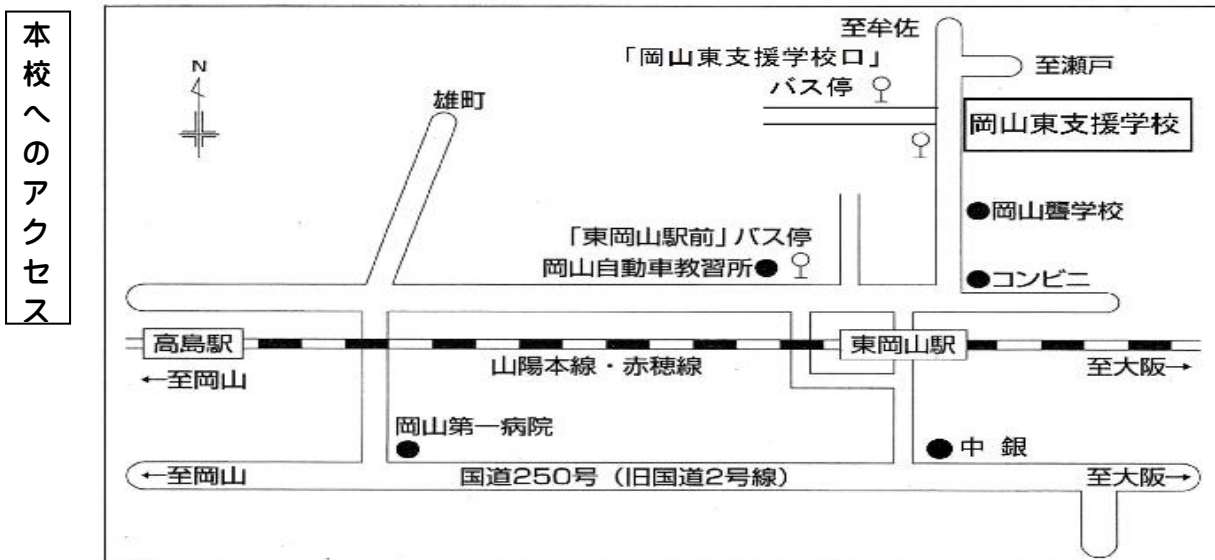 本校へのアクセス
至牟佐
「岡山東支援学校口」
バス停
至瀬戸
N
雄町
岡山東支援学校
岡山聾学校
「東岡山駅前」バス停
岡山自動車教習所
コンビニ
高島駅
東岡山駅
山陽本線・赤穂線
←至岡山
至大阪→
岡山第一病院
中銀
←至岡山
国道250号(旧国道2号線)
至大阪→